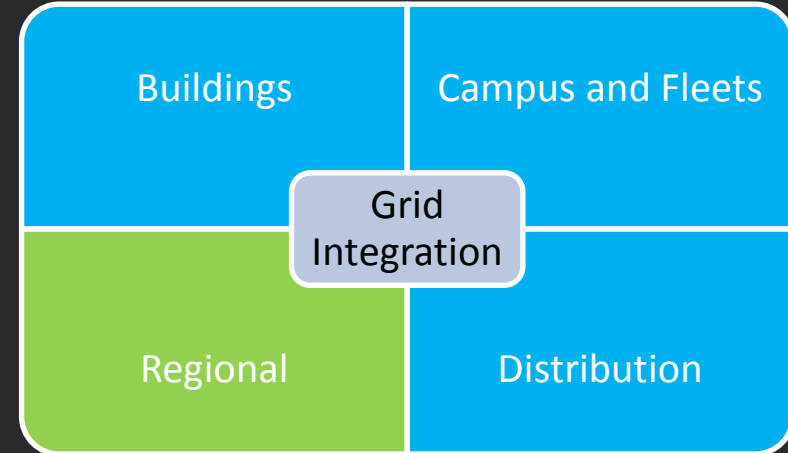 Buildings
Campus and Fleets
Grid
Integration
Regional
Distribution